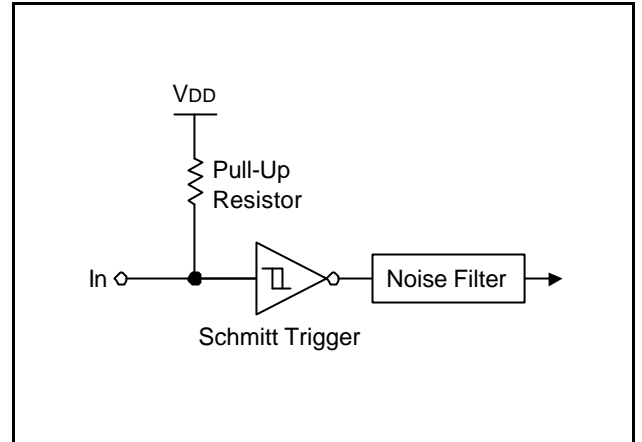 VDD
Pull-Up
Resistor
In
Noise Filter
Schmitt Trigger